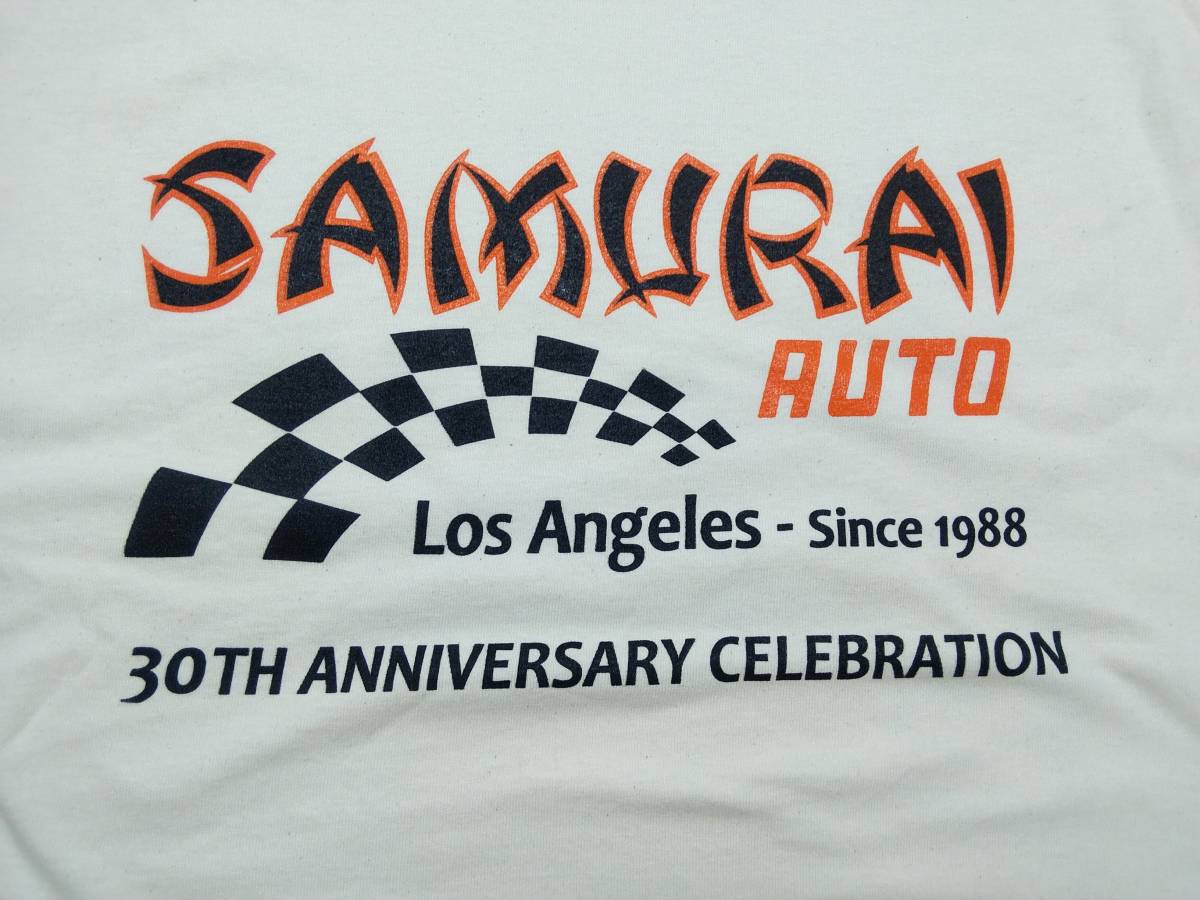 SAMURAI
AUTO
Los Angeles - Since 1988
30TH ANNIVERSARY CELEBRATION